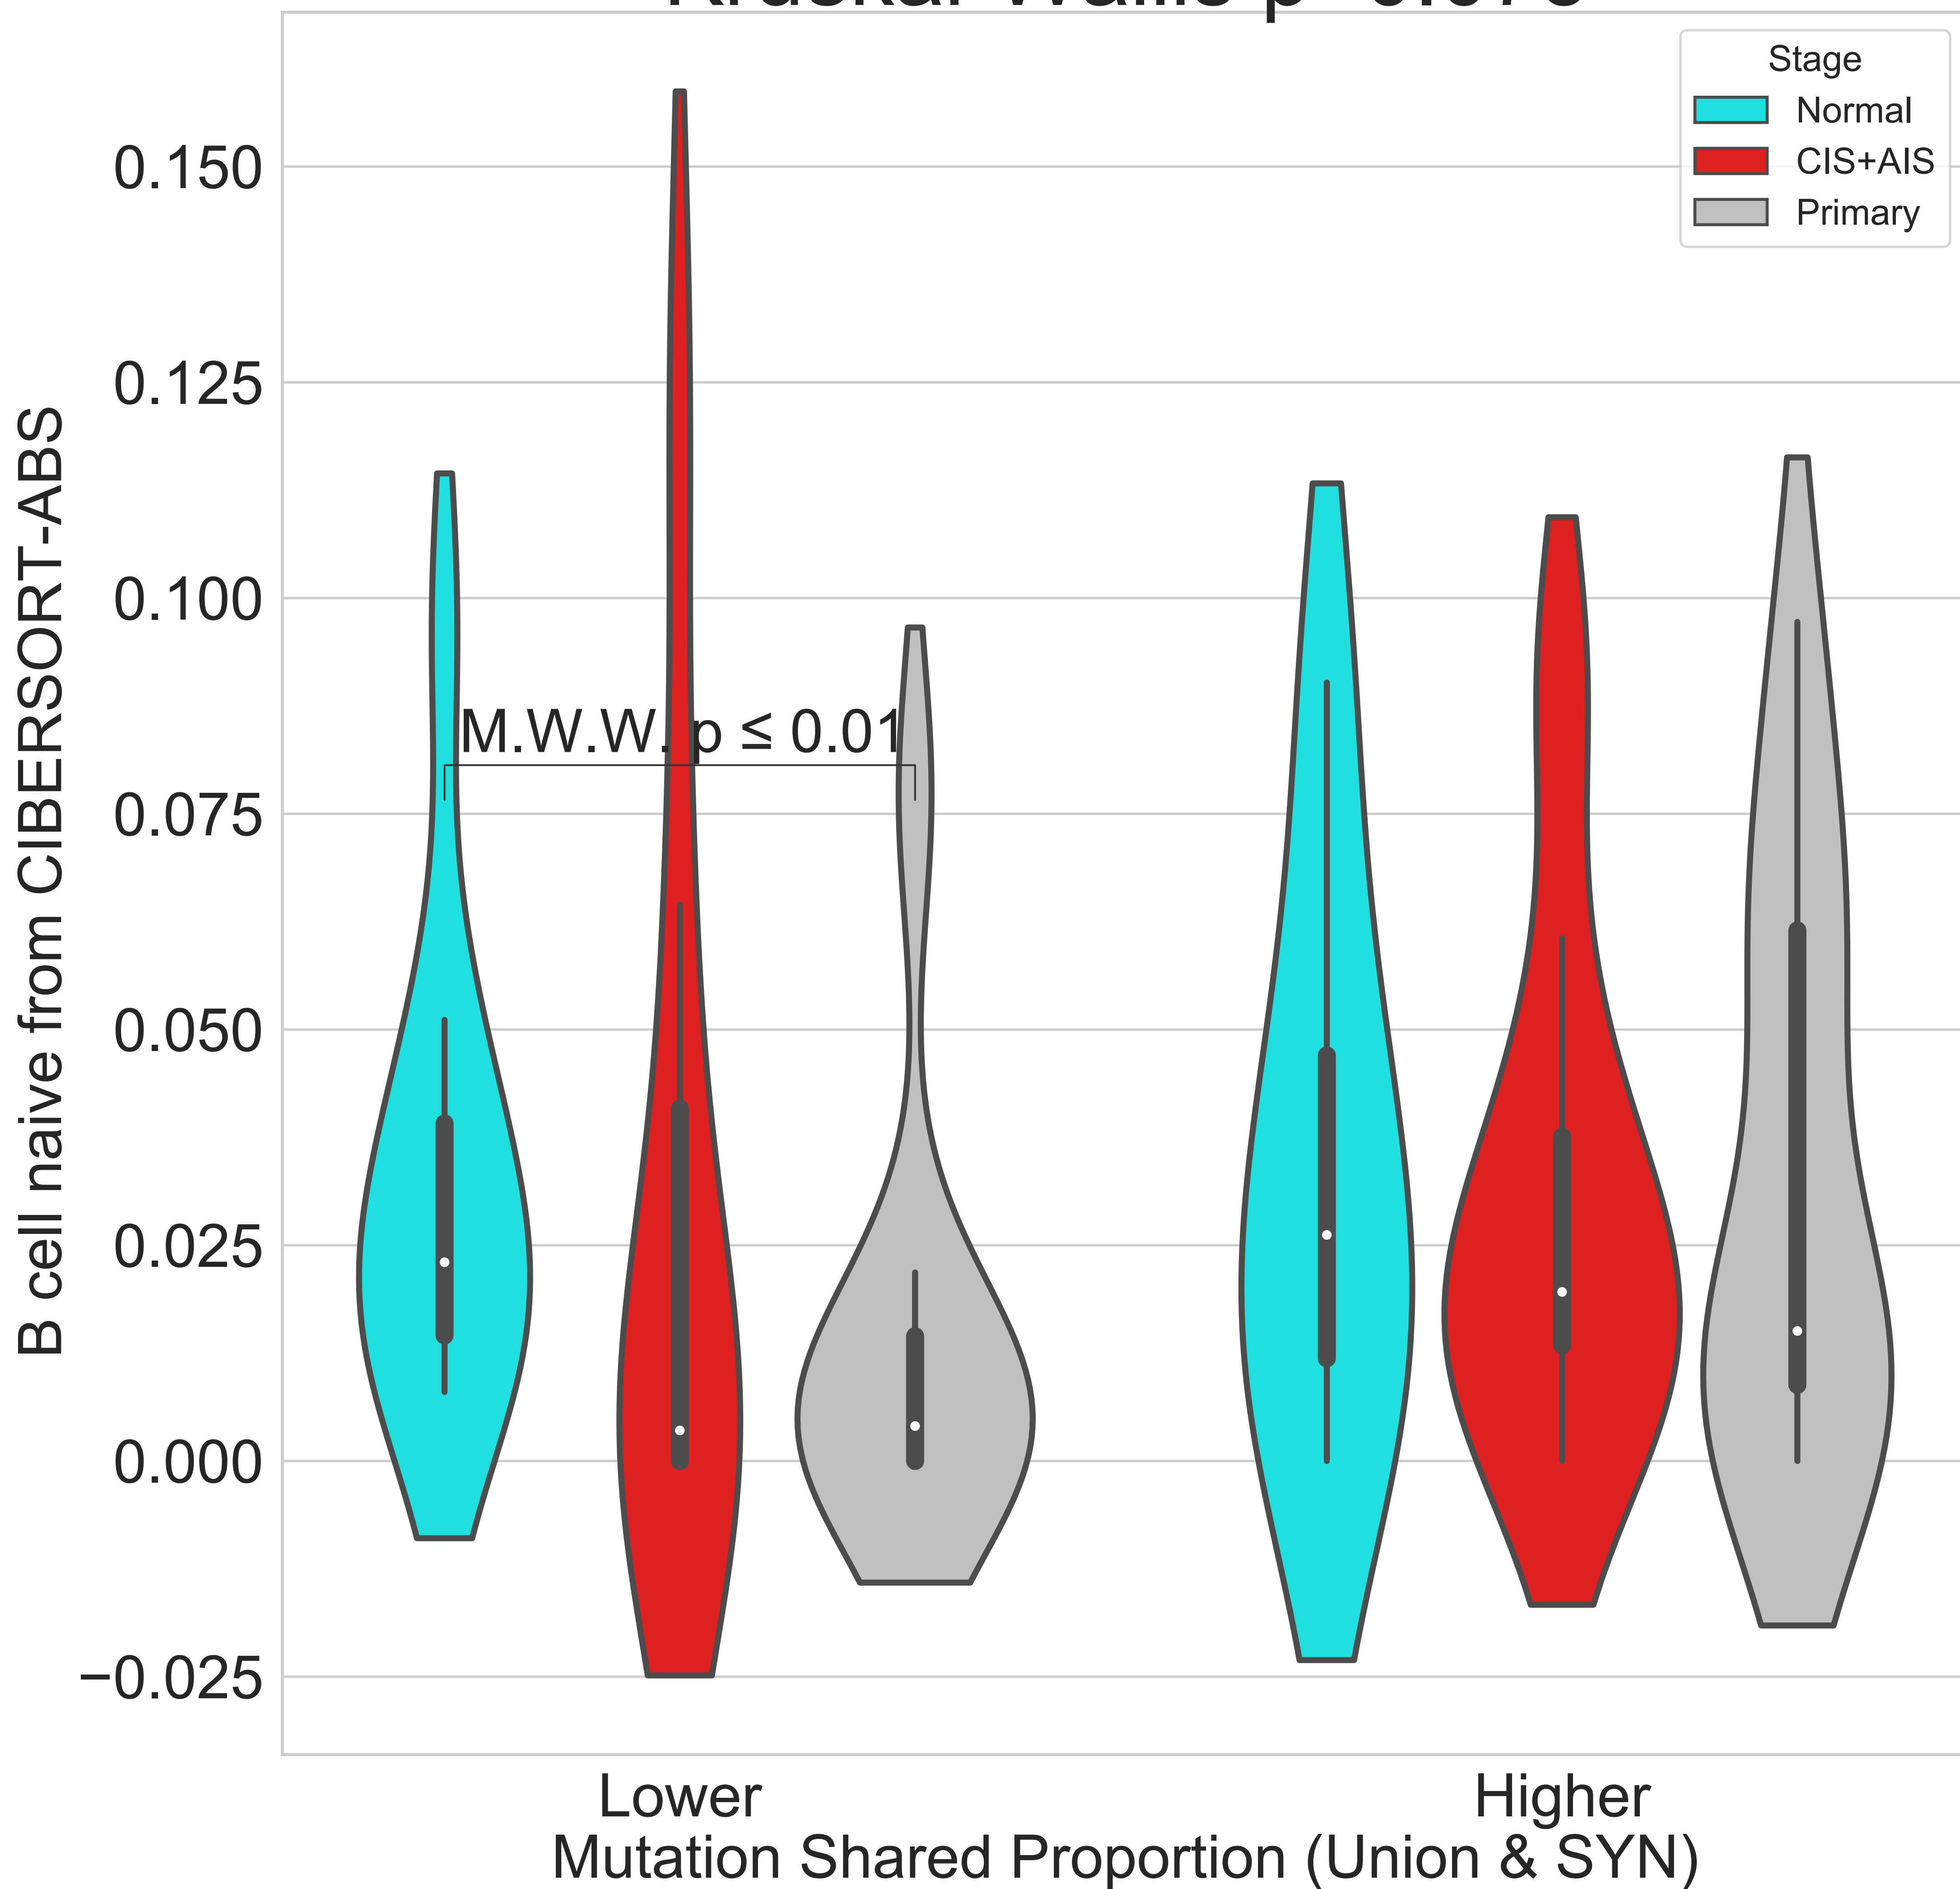 Stage
Normal
CIS+AIS
Primary
0.150
0.125
0.100
0.075
0.050
0.025
0.000
−0.025
B cell naive from CIBERSORT-ABS
M.W.W. p ≤ 0.01
Lower
Higher
Mutation Shared Proportion (Union & SYN)